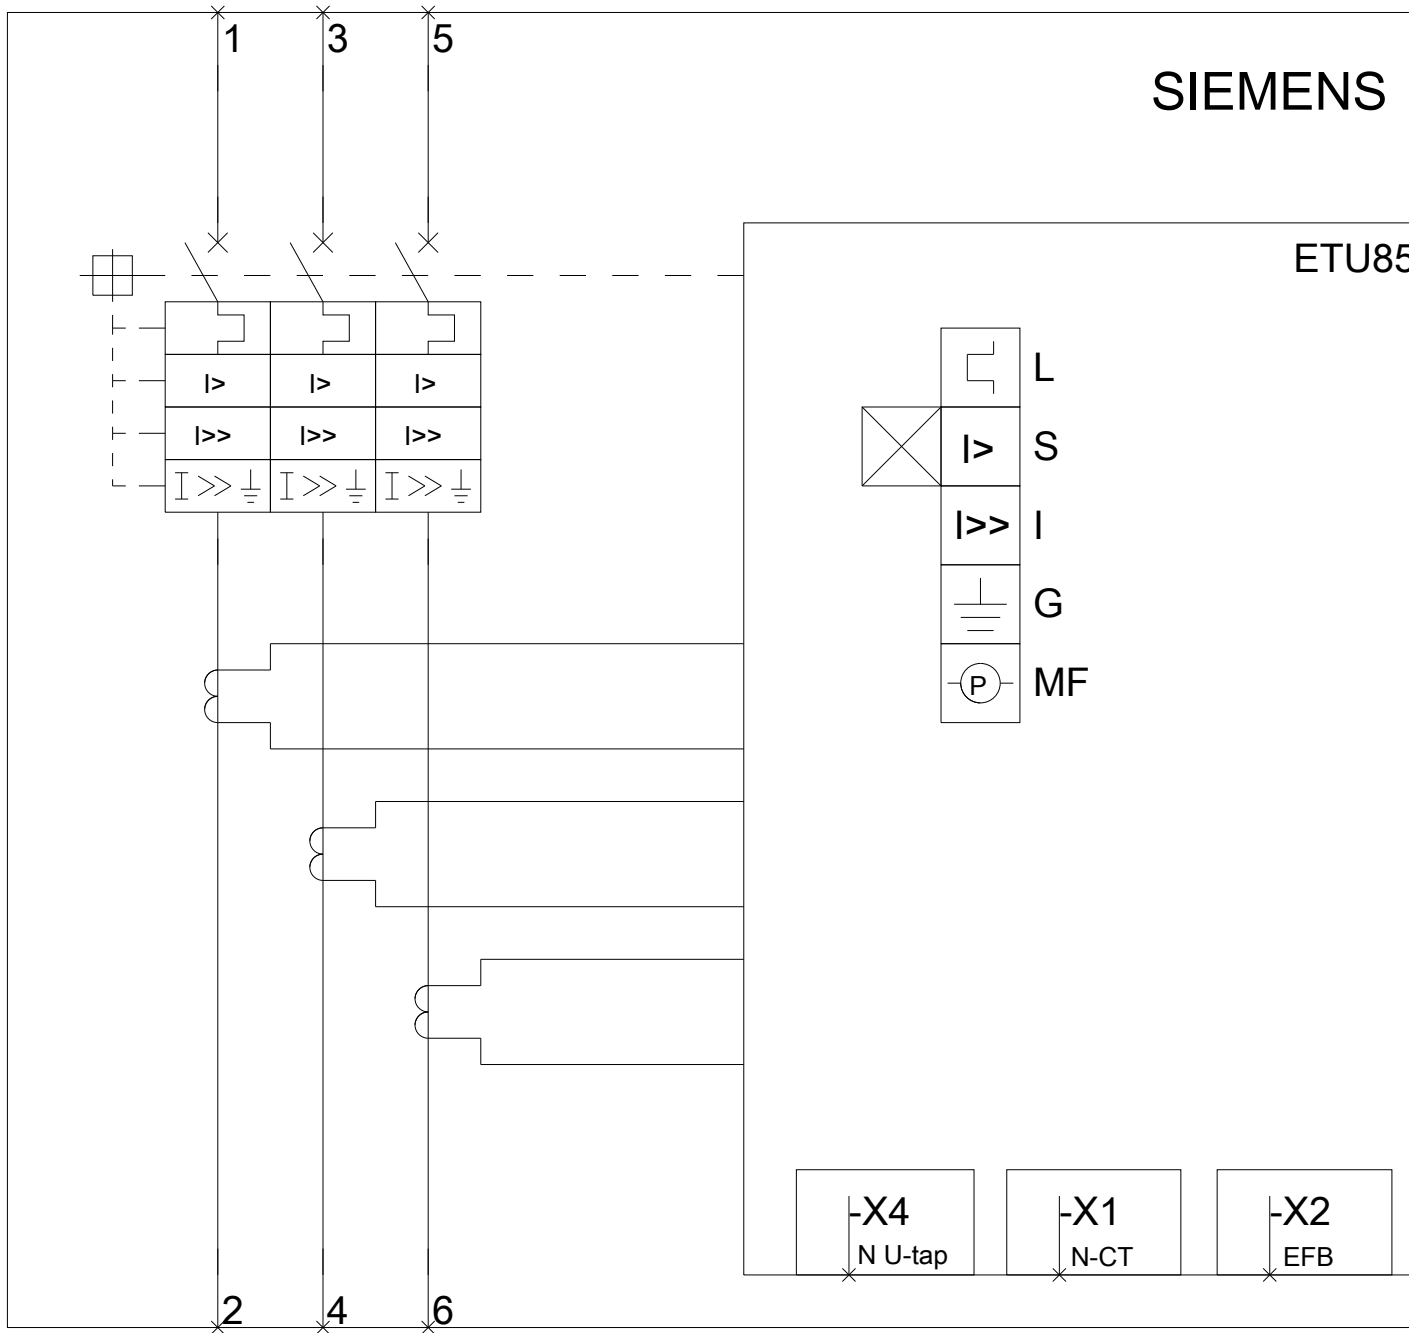 1 3 5
SIEMENS
ETU85
L
I> I> I> I> S
I>> I>> I>> I>> I
I >> I >> I >>
G
P MF
-X4 -X1 -X2
N U-tap N-CT EFB
2 4 6